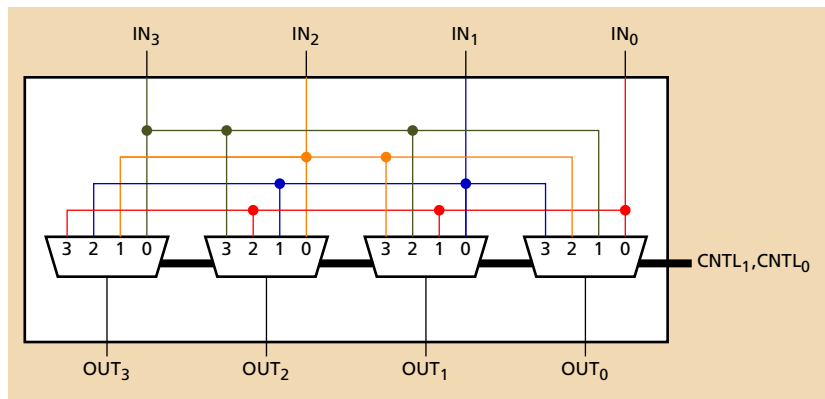 IN3 IN2 IN1 IN0
3 2 1 0 3 2 1 0 3 2 1 0 3 2 1 0
CNTL1,CNTL0
OUT3 OUT2 OUT1 OUT0